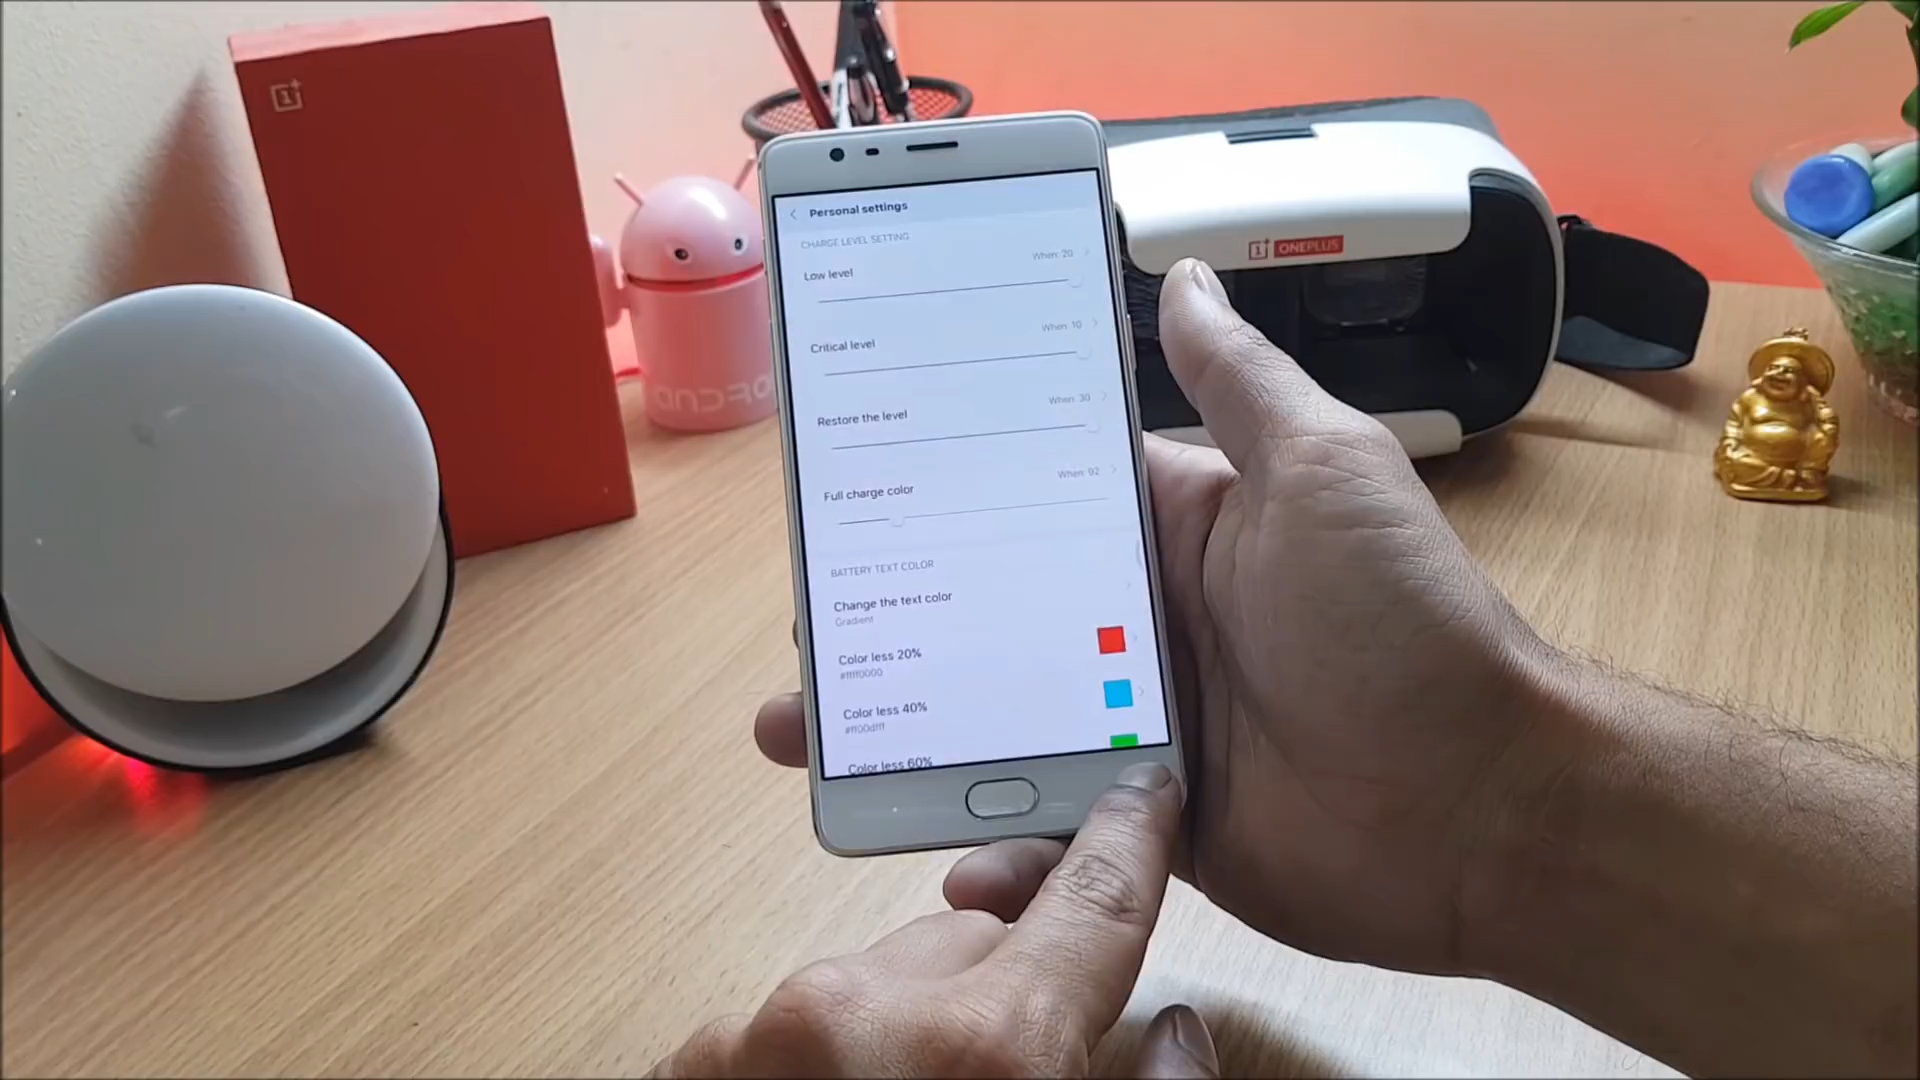 Personal settings
CHARGE LEVEL SETTING
Low level
When: 20
Critical level
When: 10
Restore the level
When: 30
Full charge color
When: 92
BATTERY TEXT COLOR
Change the text color
Gradient
Color less 20%
#ffff0000
Color less 40%
#ff00dfff
Color less 60%
ONEPLUS